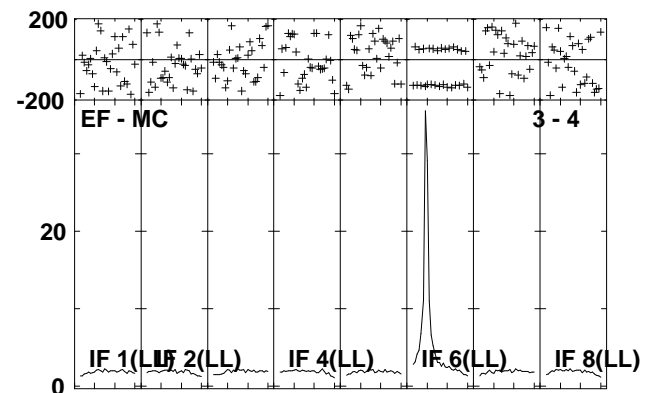 200
-200
EF - MC 3 - 4
20
IF 1(LL) IF 2(LL) IF 4(LL) IF 6(LL) IF 8(LL)
0